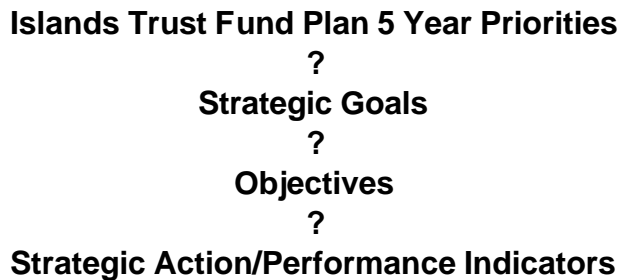 Islands Trust Fund Plan 5 Year Priorities
?
Strategic Goals
?
Objectives
?
Strategic Action/Performance Indicators